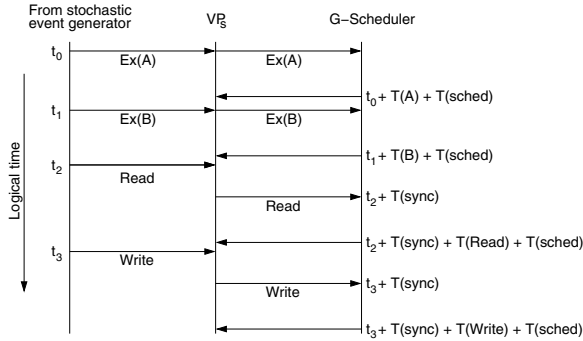 From stochastic
event generator
VPs
G-Scheduler
t0
Ex(A)
Ex(A)
t0 + T(A) + T(sched)
t1
Ex(B)
Ex(B)
t1 + T(B) + T(sched)
t2
Read
Read
t2 + T(sync)
t2 + T(sync) + T(Read) + T(sched)
t3
Write
Write
t3 + T(sync)
t3 + T(sync) + T(Write) + T(sched)
Logical time